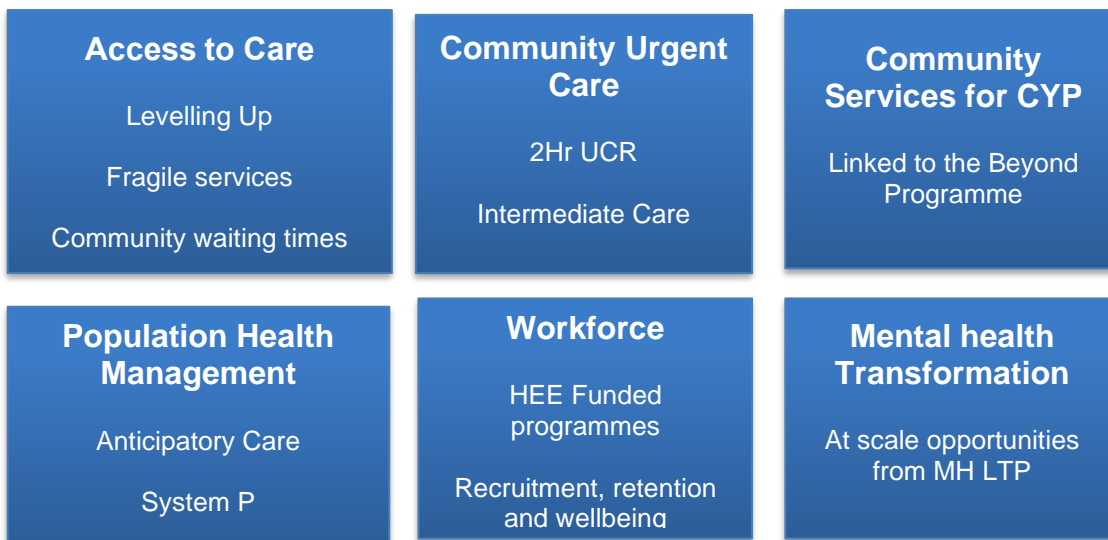 Access to Care
Levelling Up
Fragile services
Community waiting times
Community Urgent
Care
2Hr UCR
Intermediate Care
Community
Services for CYP
Linked to the Beyond
Programme
Population Health
Management
Anticipatory Care
System P
Workforce
HEE Funded
programmes
Recruitment, retention
and wellbeing
Mental health
Transformation
At scale opportunities
from MH LTP